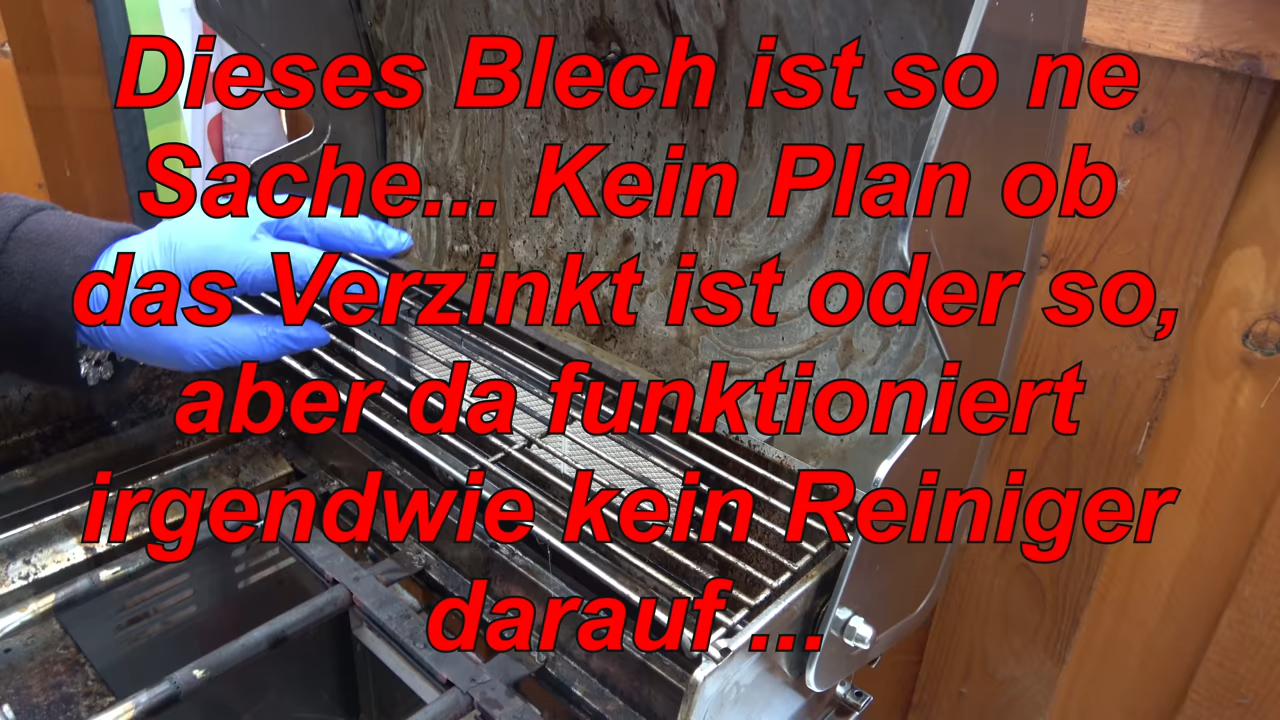 Dieses Blech ist so ne
Sache... Kein Plan ob
das Verzinkt ist oder so,
aber da funktioniert
irgendwie kein Reiniger
darauf ...